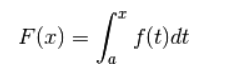 F(x) = ∫_a^x f(t)dt